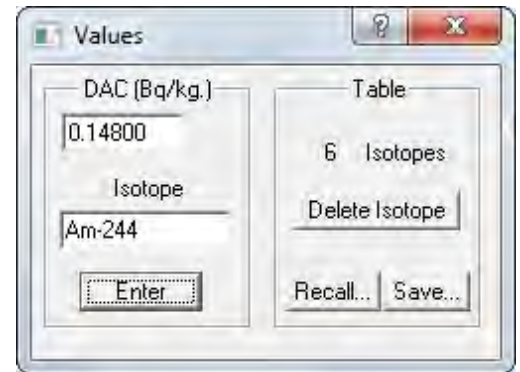 Values
DAC (Bq/kg.)
0.14800
Isotope
Am-244
Enter
Table
6 Isotopes
Delete Isotope
Recall... Save...